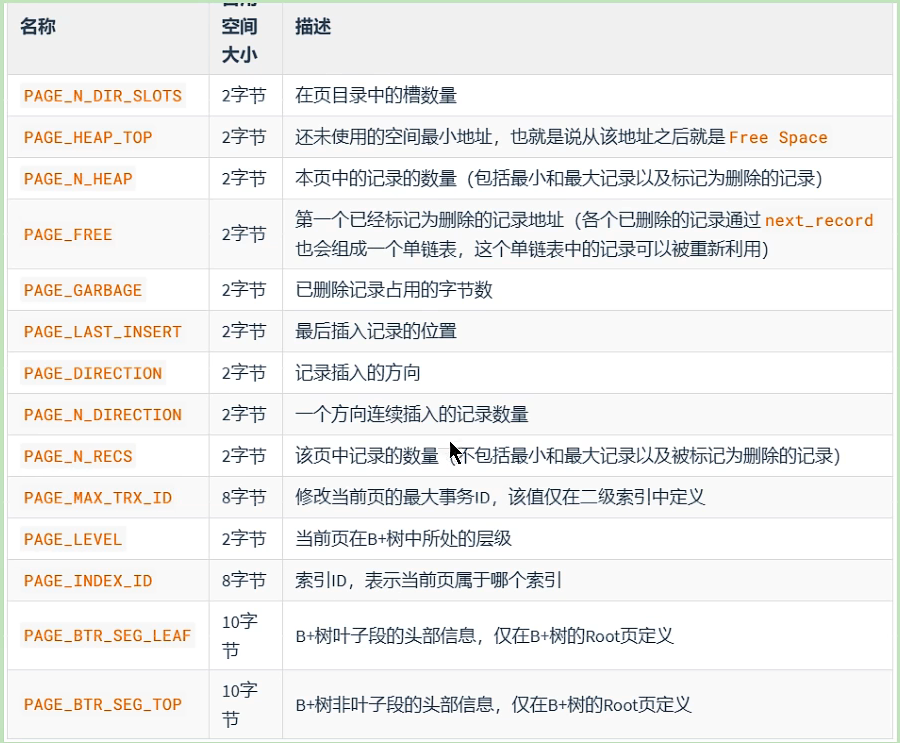 名称 空间 描述
大小
PAGE_N_DIR_SLOTS 2字节 在页目录中的槽数量
PAGE_HEAP_TOP 2字节 还未使用的空间最小地址，也就是说从该地址之后就是 Free Space
PAGE_N_HEAP 2字节 本页中的记录的数量（包括最小和最大记录以及标记为删除的记录）
PAGE_FREE 2字节 第一个已经标记为删除的记录地址（各个已删除的记录通过 next_record
也会组成一个单链表，这个单链表中的记录可以被重新利用）
PAGE_GARBAGE 2字节 已删除记录占用的字节数
PAGE_LAST_INSERT 2字节 最后插入记录的位置
PAGE_DIRECTION 2字节 记录插入的方向
PAGE_N_DIRECTION 2字节 一个方向连续插入的记录数量
PAGE_N_RECS 2字节 该页中记录的数量（不包括最小和最大记录以及被标记为删除的记录）
PAGE_MAX_TRX_ID 8字节 修改当前页的最大事务ID，该值仅在二级索引中定义
PAGE_LEVEL 2字节 当前页在B+树中所处的层级
PAGE_INDEX_ID 8字节 索引ID，表示当前页属于哪个索引
PAGE_BTR_SEG_LEAF 10字节 B+树叶子段的头部信息，仅在B+树的Root页定义
PAGE_BTR_SEG_TOP 10字节 B+树非叶子段的头部信息，仅在B+树的Root页定义